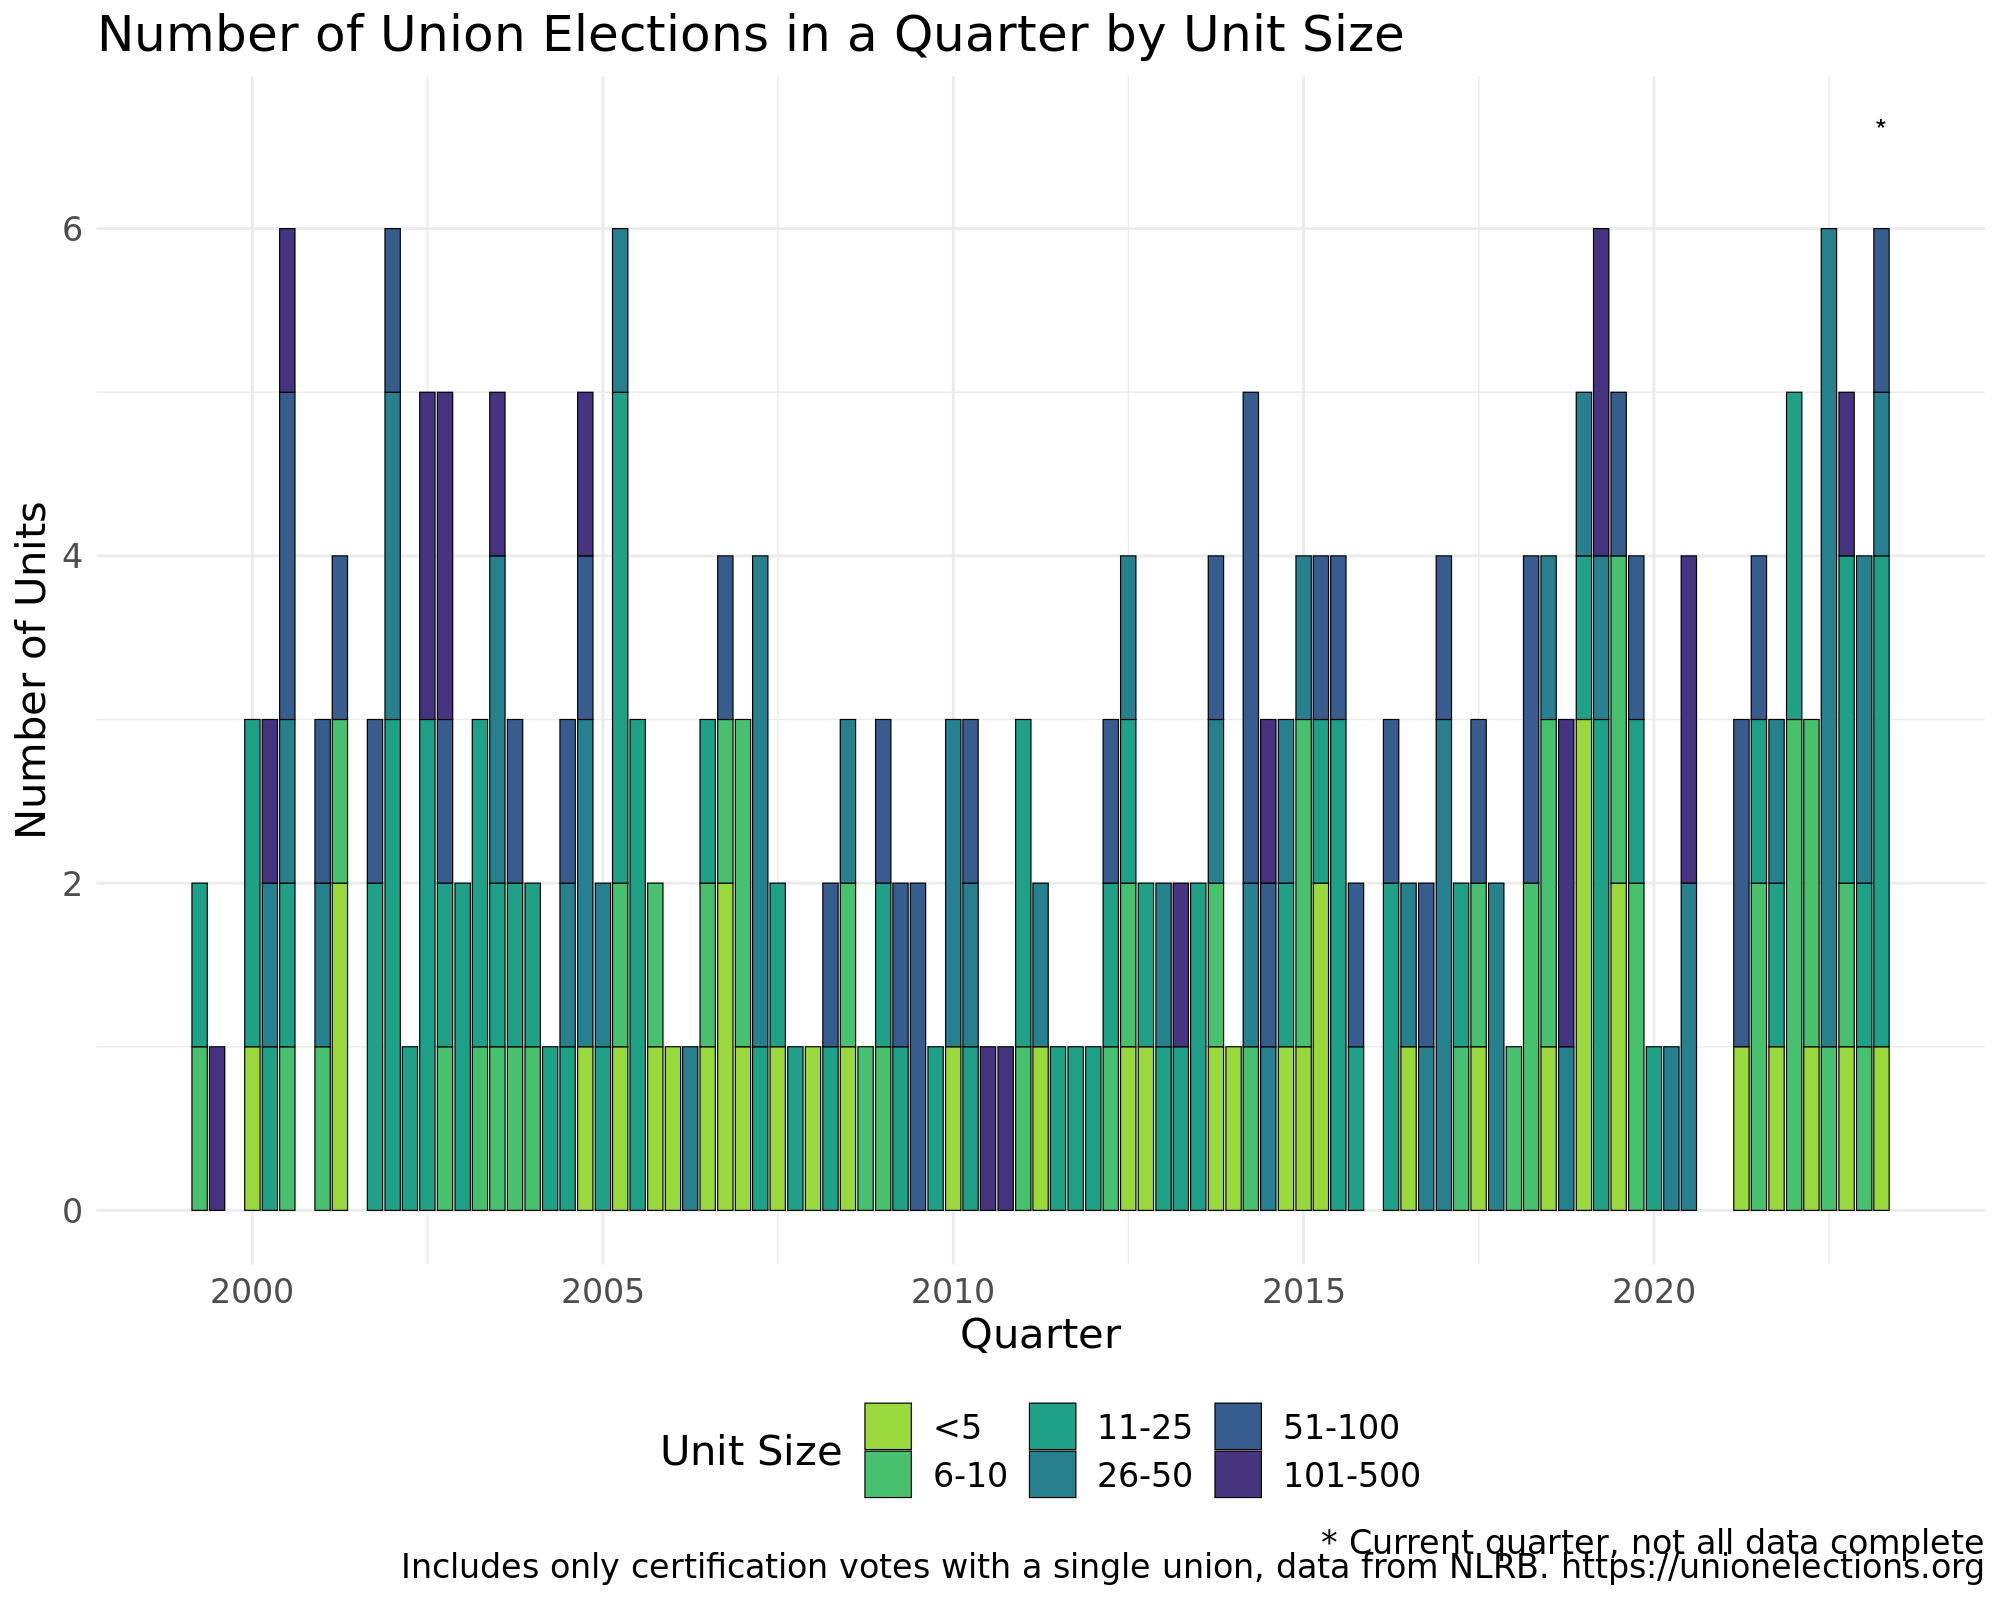 Number of Union Elections in a Quarter by Unit Size
*
Number of Units
6
4
2
0
2000 2005 2010 2015 2020
Quarter
Unit Size
<5 11-25 51-100
6-10 26-50 101-500
* Current quarter, not all data complete
Includes only certification votes with a single union, data from NLRB. https://unionelections.org